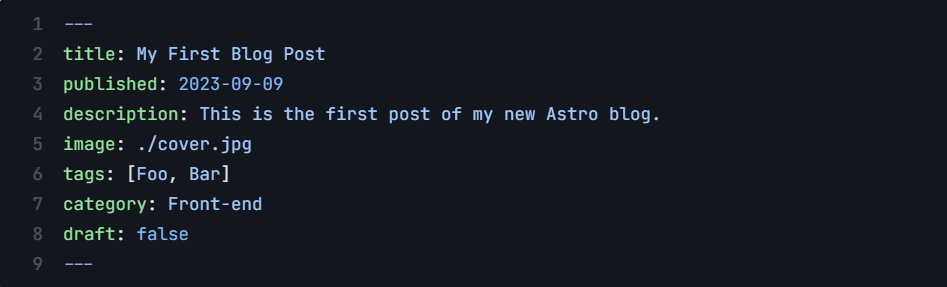 1 ---
2 title: My First Blog Post
3 published: 2023-09-09
4 description: This is the first post of my new Astro blog.
5 image: ./cover.jpg
6 tags: [Foo, Bar]
7 category: Front-end
8 draft: false
9 ---